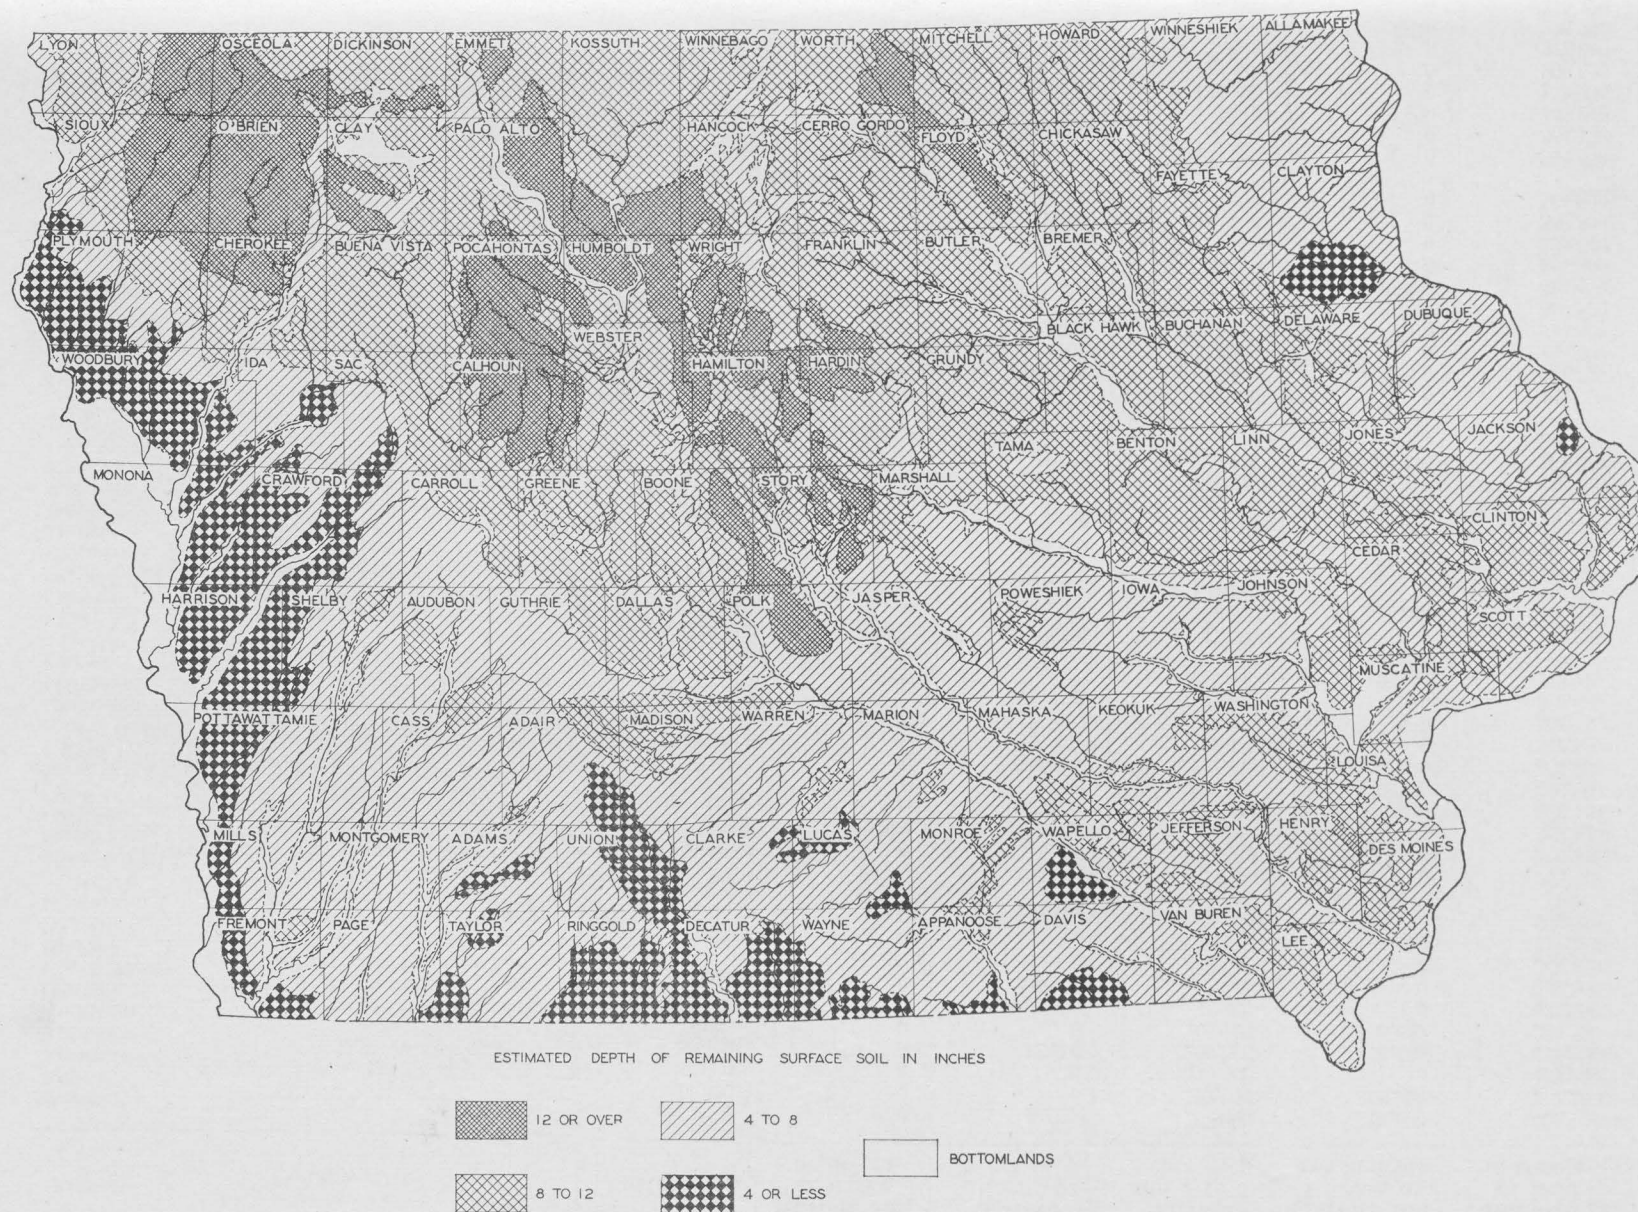 LYON OSCEOLA DICKINSON EMMET KOSSUTH WINNEBAGO WORTH MITCHELL HOWARD WINNESHIEK ALLAMAKEE
SIOUX O'BRIEN CLAY PALO ALTO HANCOCK CERRO GORDO FLOYD CHICKASAW
FAYETTE CLAYTON
PLYMOUTH CHEROKEE BUENA VISTA POCAHONTAS HUMBOLDT WRIGHT FRANKLIN BUTLER BREMER
WEBSTER BLACK HAWK BUCHANAN DELAWARE DUBUQUE
WOODBURY IDA SAC CALHOUN HAMILTON HARDIN GRUNDY
TAMA BENTON LINN JONES JACKSON
MONONA CRAWFORD CARROLL GREENE BOONE STORY MARSHALL
CLINTON
CEDAR
HARRISON SHELBY AUDUBON GUTHRIE DALLAS POLK JASPER POWESHIEK IOWA JOHNSON
SCOTT
MUSCATINE
POTTAWATTAMIE CASS ADAIR MADISON WARREN MARION MAHASKA KEOKUK WASHINGTON
LOUISA
MILLS MONTGOMERY ADAMS UNION CLARKE LUCAS MONROE WAPELLO JEFFERSON HENRY
DES MOINES
FREMONT PAGE TAYLOR RINGGOLD DECATUR WAYNE APPANOOSE DAVIS VAN BUREN
LEE
ESTIMATED DEPTH OF REMAINING SURFACE SOIL IN INCHES
12 OR OVER 4 TO 8
BOTTOMLANDS
8 TO 12 4 OR LESS